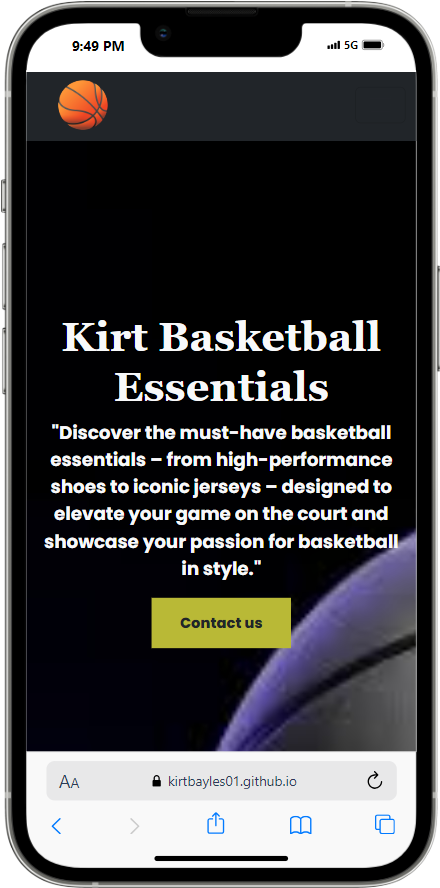 9:49 PM
5G
Kirt Basketball
Essentials
"Discover the must-have basketball
essentials – from high-performance
shoes to iconic jerseys – designed to
elevate your game on the court and
showcase your passion for basketball
in style."
Contact us
AA
kirtbayles01.github.io